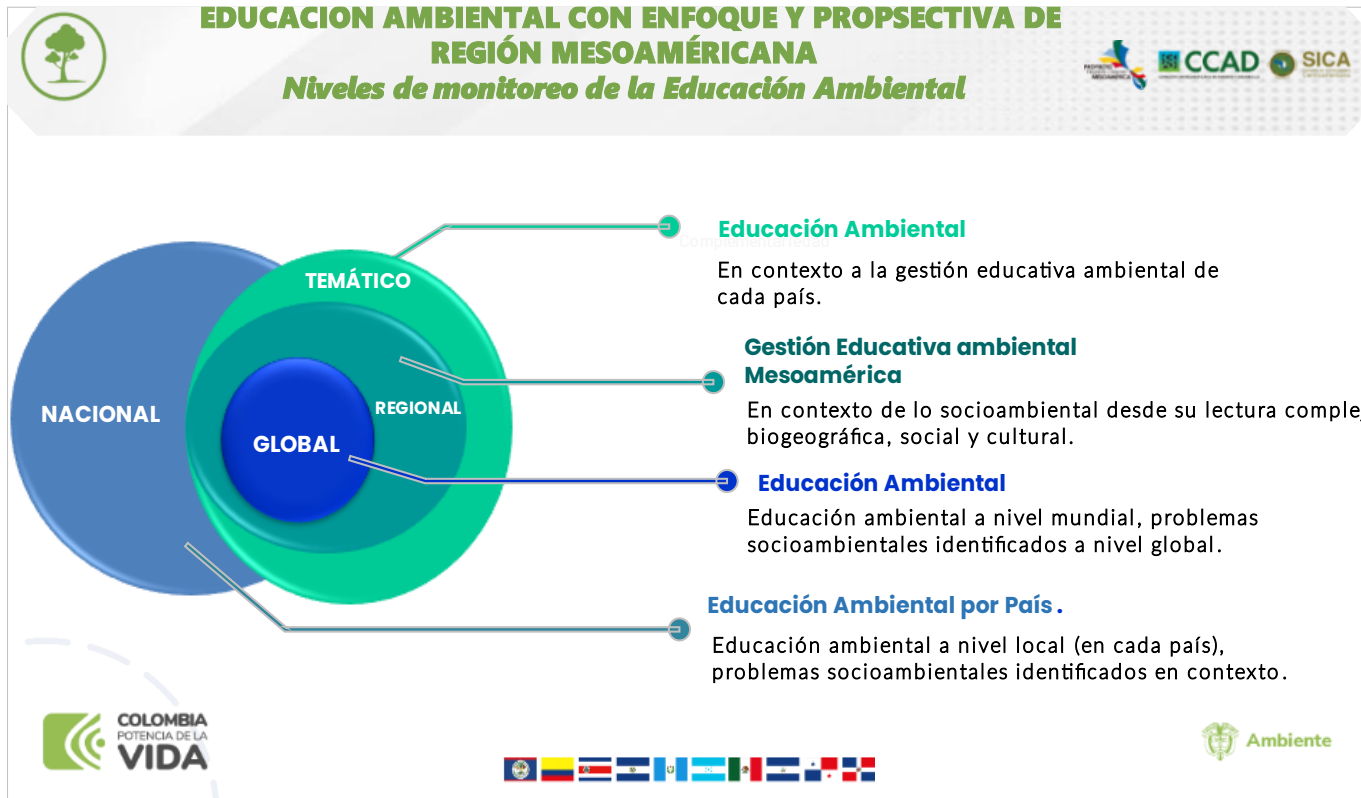 EDUCACIÓN AMBIENTAL CON ENFOQUE Y PROPSECTIVA DE
REGIÓN MESOAMÉRICANA
Niveles de monitoreo de la Educación Ambiental
PROYECTO
MESOAMÉRICA
CCAD
SICA
Educación Ambiental
Complementariedad
En contexto a la gestión educativa ambiental de
cada país.
TEMÁTICO
Gestión Educativa ambiental
Mesoamérica
En contexto de lo socioambiental desde su lectura
biogeográfica, social y cultural.
NACIONAL
REGIONAL
GLOBAL
Educación Ambiental
Educación ambiental a nivel mundial, problemas
socioambientales identificados a nivel global.
Educación Ambiental por País.
Educación ambiental a nivel local (en cada país),
problemas socioambientales identificados en contexto.
COLOMBIA
POTENCIA DE LA
VIDA
Ambiente